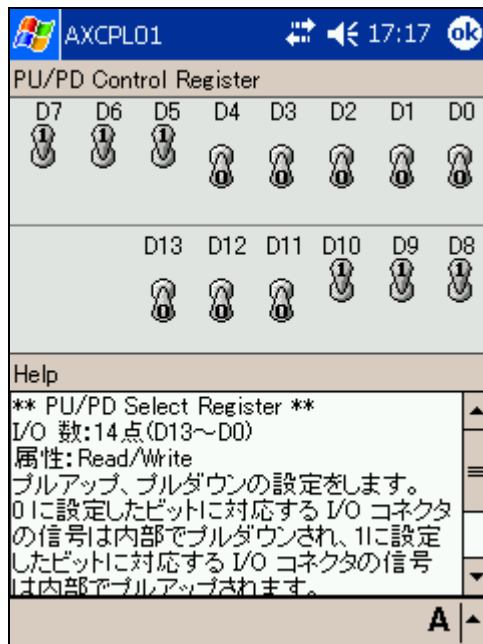 AXCPL01 17:17 ok
PU/PD Control Register
D7 D6 D5 D4 D3 D2 D1 D0
1 1 1 0 0 0 0 0
D13 D12 D11 D10 D9 D8
0 0 0 1 1 1
Help
** PU/PD Select Register **
I/O 数:14点(D13～D0)
属性: Read/Write
プルアップ、プルダウンの設定をします。
0に設定したビットに対応する I/O コネクタ
の信号は内部でプルダウンされ、1に設定
したビットに対応する I/O コネクタの信号
は内部でプルアップされます。
A